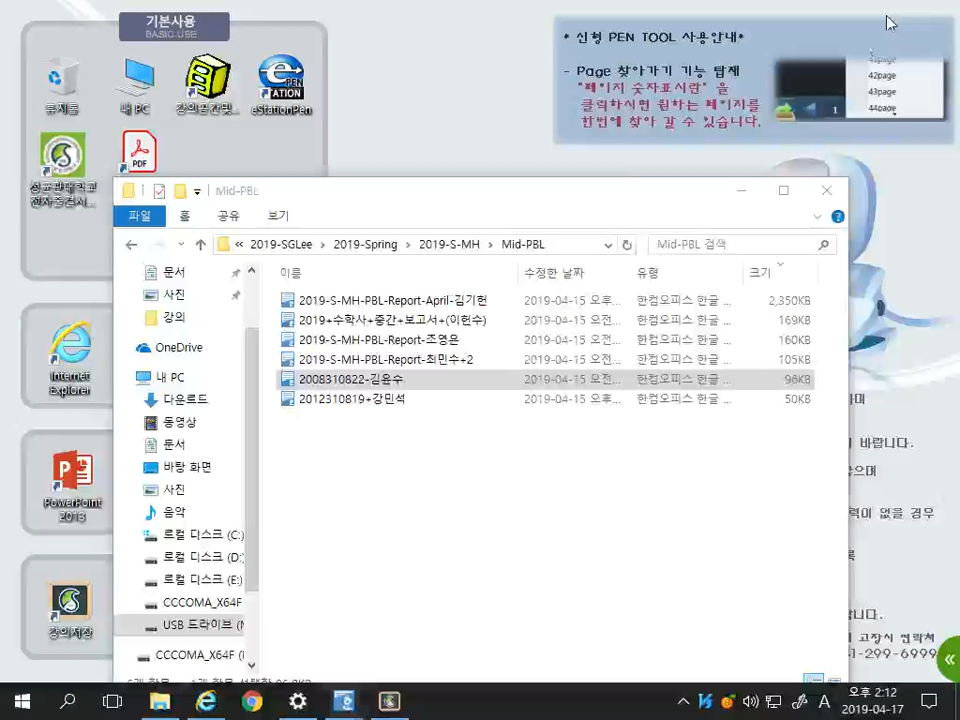 기본사용
BASIC USE
휴지통
내 PC
강의공간및...
eStationPen
성균관대학교
전자출결시...
PDF
* 신형 PEN TOOL 사용안내*
- Page 찾아가기 기능 탑재
"페이지 숫자표시람" 을
클릭하시면 원하는 페이지를
한번에 찾아 갈 수 있습니다.
41page
42page
43page
44page
1
Mid-PBL
파일
홈
공유
보기
« 2019-SGLee › 2019-Spring › 2019-S-MH › Mid-PBL
Mid-PBL 검색
이름
수정한 날짜
유형
크기
2019-S-MH-PBL-Report-April-김기헌 2019-04-15 오후... 한컴오피스 한글 ... 2,350KB
2019+수학사+중간+보고서+(이헌수) 2019-04-15 오전... 한컴오피스 한글 ... 169KB
2019-S-MH-PBL-Report-조영은 2019-04-15 오전... 한컴오피스 한글 ... 160KB
2019-S-MH-PBL-Report-최민수+2 2019-04-15 오전... 한컴오피스 한글 ... 105KB
2008310822-김윤수 2019-04-15 오전... 한컴오피스 한글 ... 96KB
2012310819+강민석 2019-04-15 오후... 한컴오피스 한글 ... 50KB
문서
사진
강의
OneDrive
내 PC
다운로드
동영상
문서
바탕 화면
사진
음악
로컬 디스크 (C:)
로컬 디스크 (D:)
로컬 디스크 (E:)
CCCOMA_X64F
USB 드라이브
CCCOMA_X64F
Internet
Explorer
PowerPoint
2013
강의저장
바랍니다.
력이 없을 경우
니다.
고장시 연락처
1-299-6999
A
오후 2:12
2019-04-17